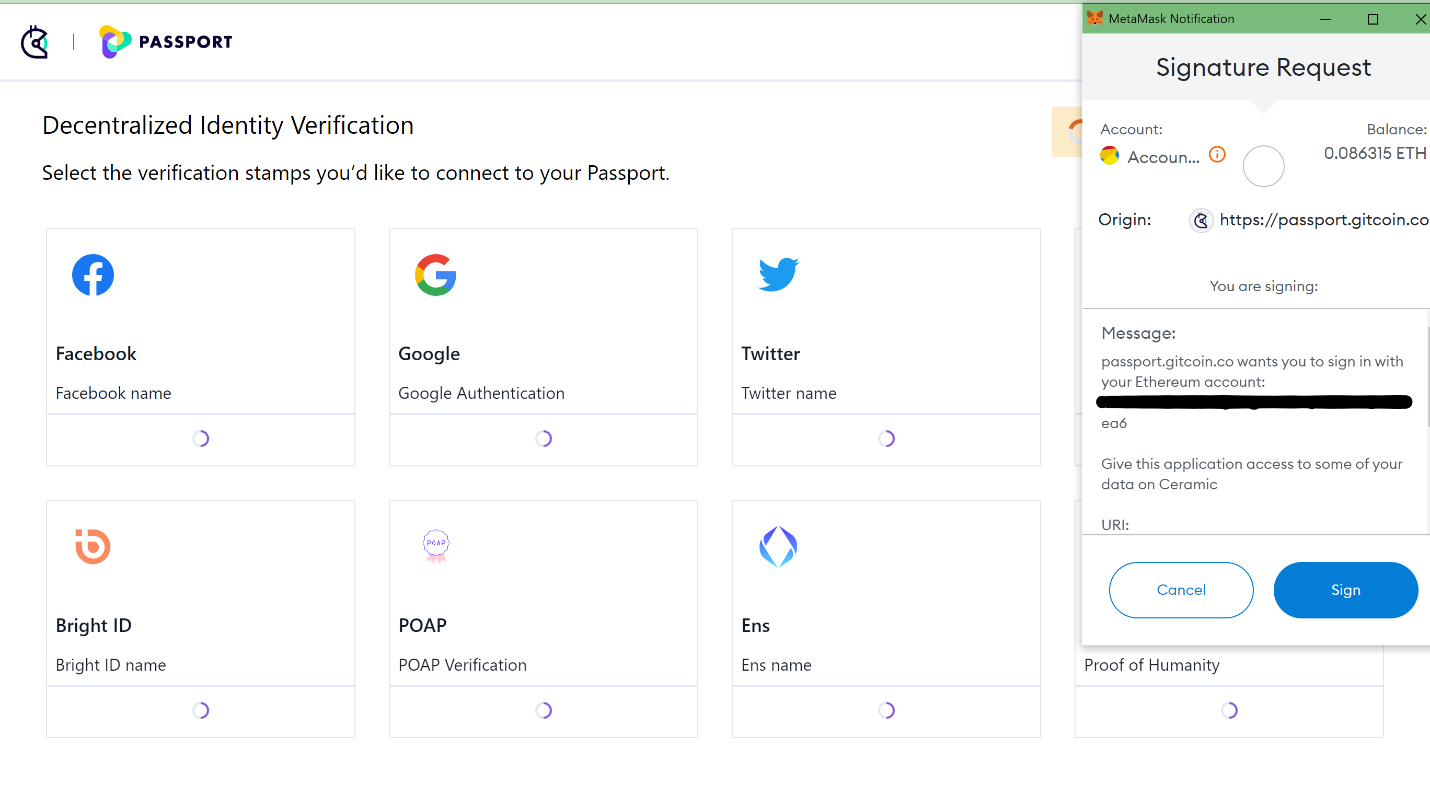 PASSPORT
Decentralized Identity Verification
Select the verification stamps you’d like to connect to your Passport.
Facebook
Facebook name
Google
Google Authentication
Twitter
Twitter name
Bright ID
Bright ID name
POAP
POAP
POAP Verification
Ens
Ens name
Proof of Humanity
MetaMask Notification
Signature Request
Account:
Balance:
Accoun...
0.086315 ETH
Origin:
https://passport.gitcoin.co
You are signing:
Message:
passport.gitcoin.co wants you to sign in with
your Ethereum account:
ea6
Give this application access to some of your
data on Ceramic
URI:
Cancel
Sign